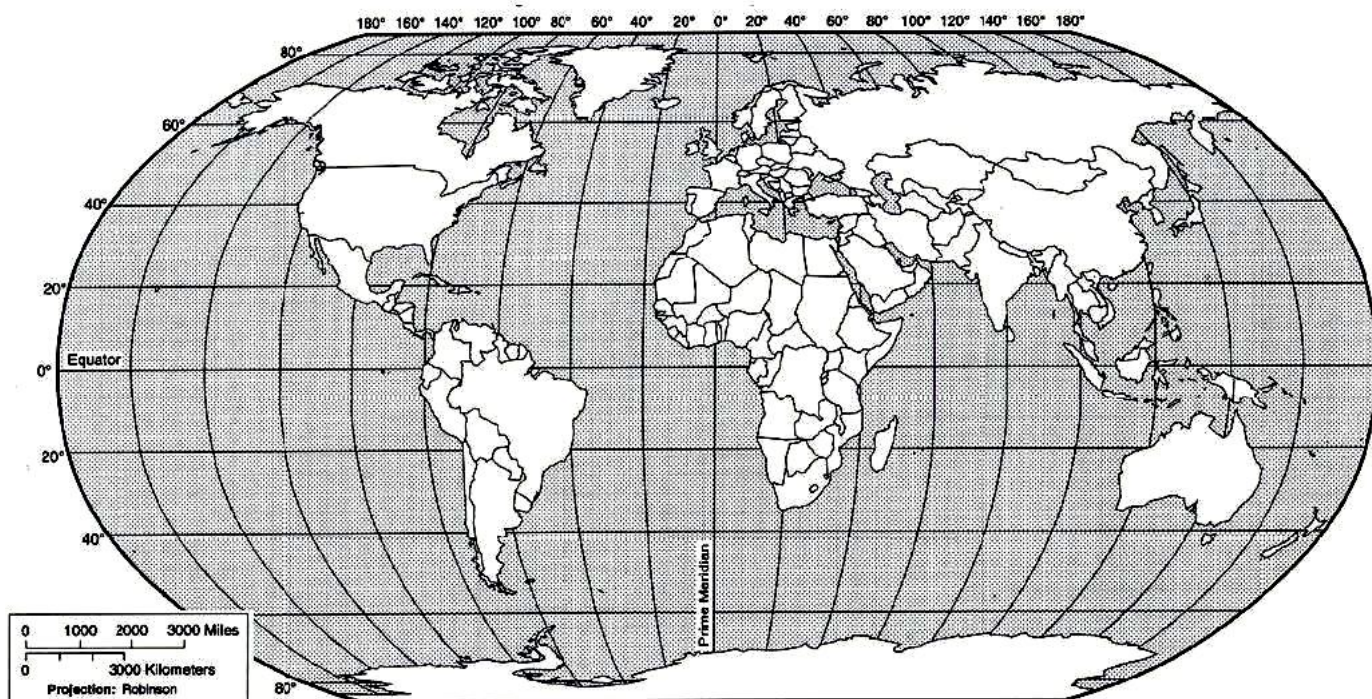 180° 160° 140° 120° 100° 80° 60° 40° 20° 0° 20° 40° 60° 80° 100° 120° 140° 160° 180°
80°
60°
40°
20°
Equator
0°
20°
40°
Prime Meridian
0 1000 2000 3000 Miles
0 3000 Kilometers
Projection: Robinson
80°